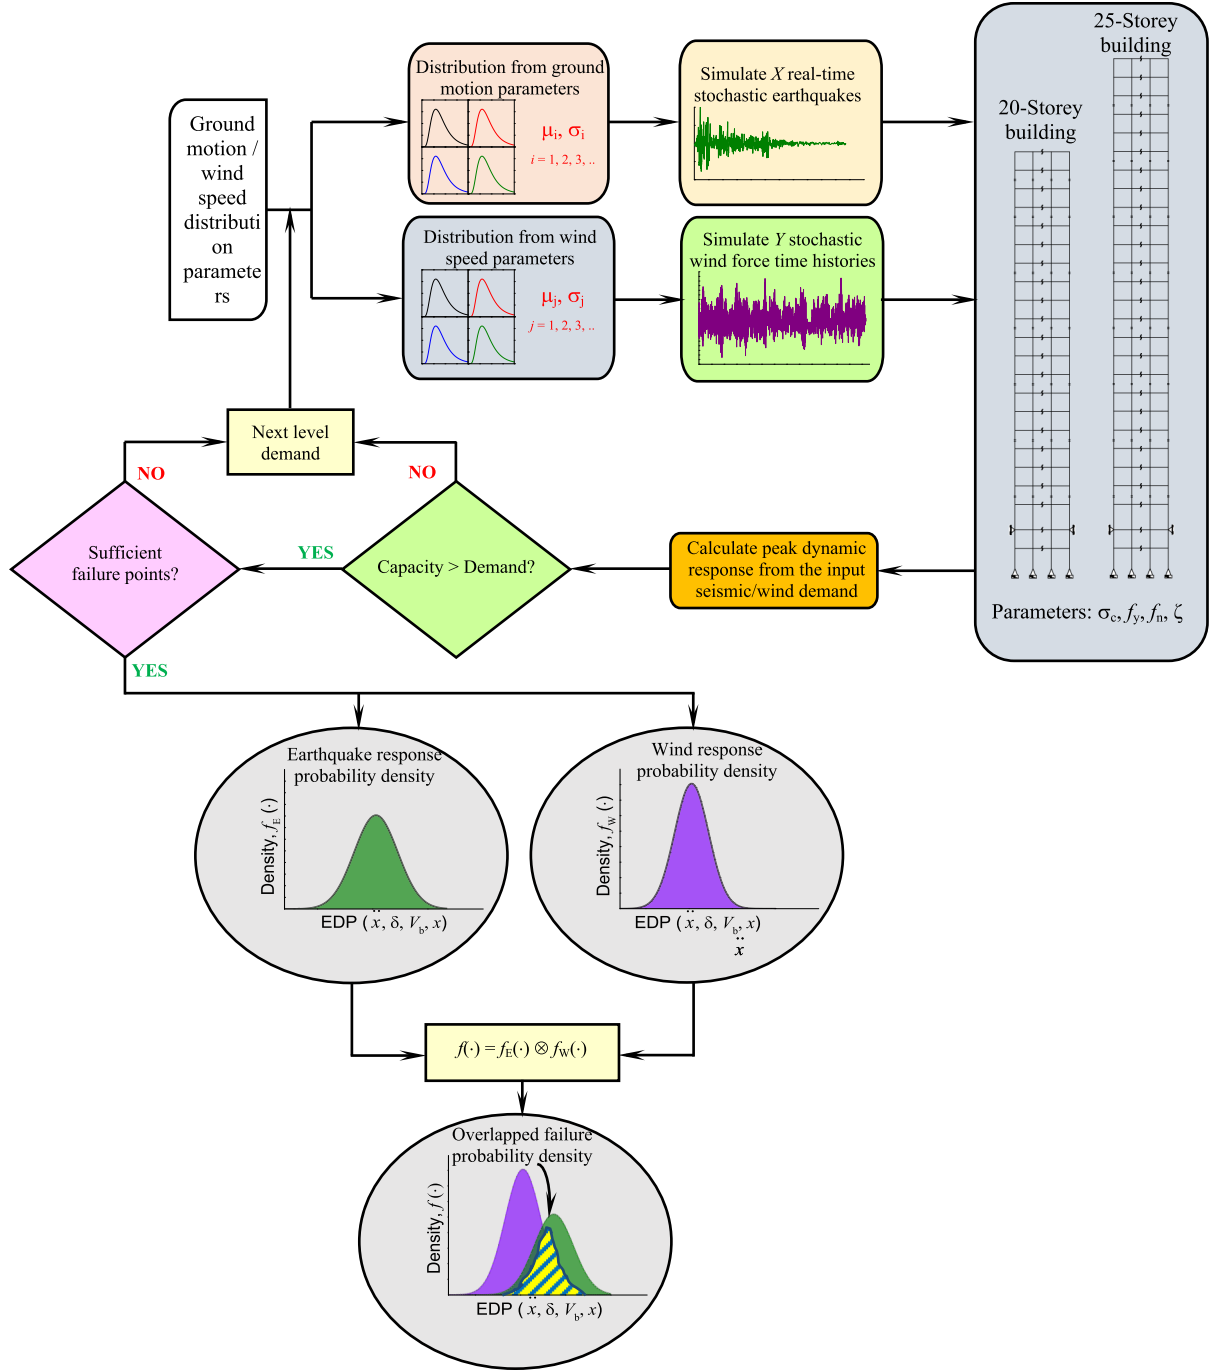 Ground
motion /
wind
speed
distributi
on
paramete
rs
Distribution from ground
motion parameters
μi, σi
i = 1, 2, 3, ..
Simulate X real-time
stochastic earthquakes
25-Storey
building
20-Storey
building
Distribution from wind
speed parameters
μj, σj
j = 1, 2, 3, ..
Simulate Y stochastic
wind force time histories
Next level
demand
NO
NO
Sufficient
failure points?
YES
Capacity > Demand?
Calculate peak dynamic
response from the input
seismic/wind demand
Parameters: σc, fy, fn, ζ
YES
Earthquake response
probability density
Density, fE (·)
EDP (ẍ, δ, Vb, x)
Wind response
probability density
Density, fW (·)
EDP (ẍ, δ, Vb, x)
ẍ
f(·) = fE(·) ⊗ fW(·)
Overlapped failure
probability density
Density, f (·)
EDP (ẍ, δ, Vb, x)